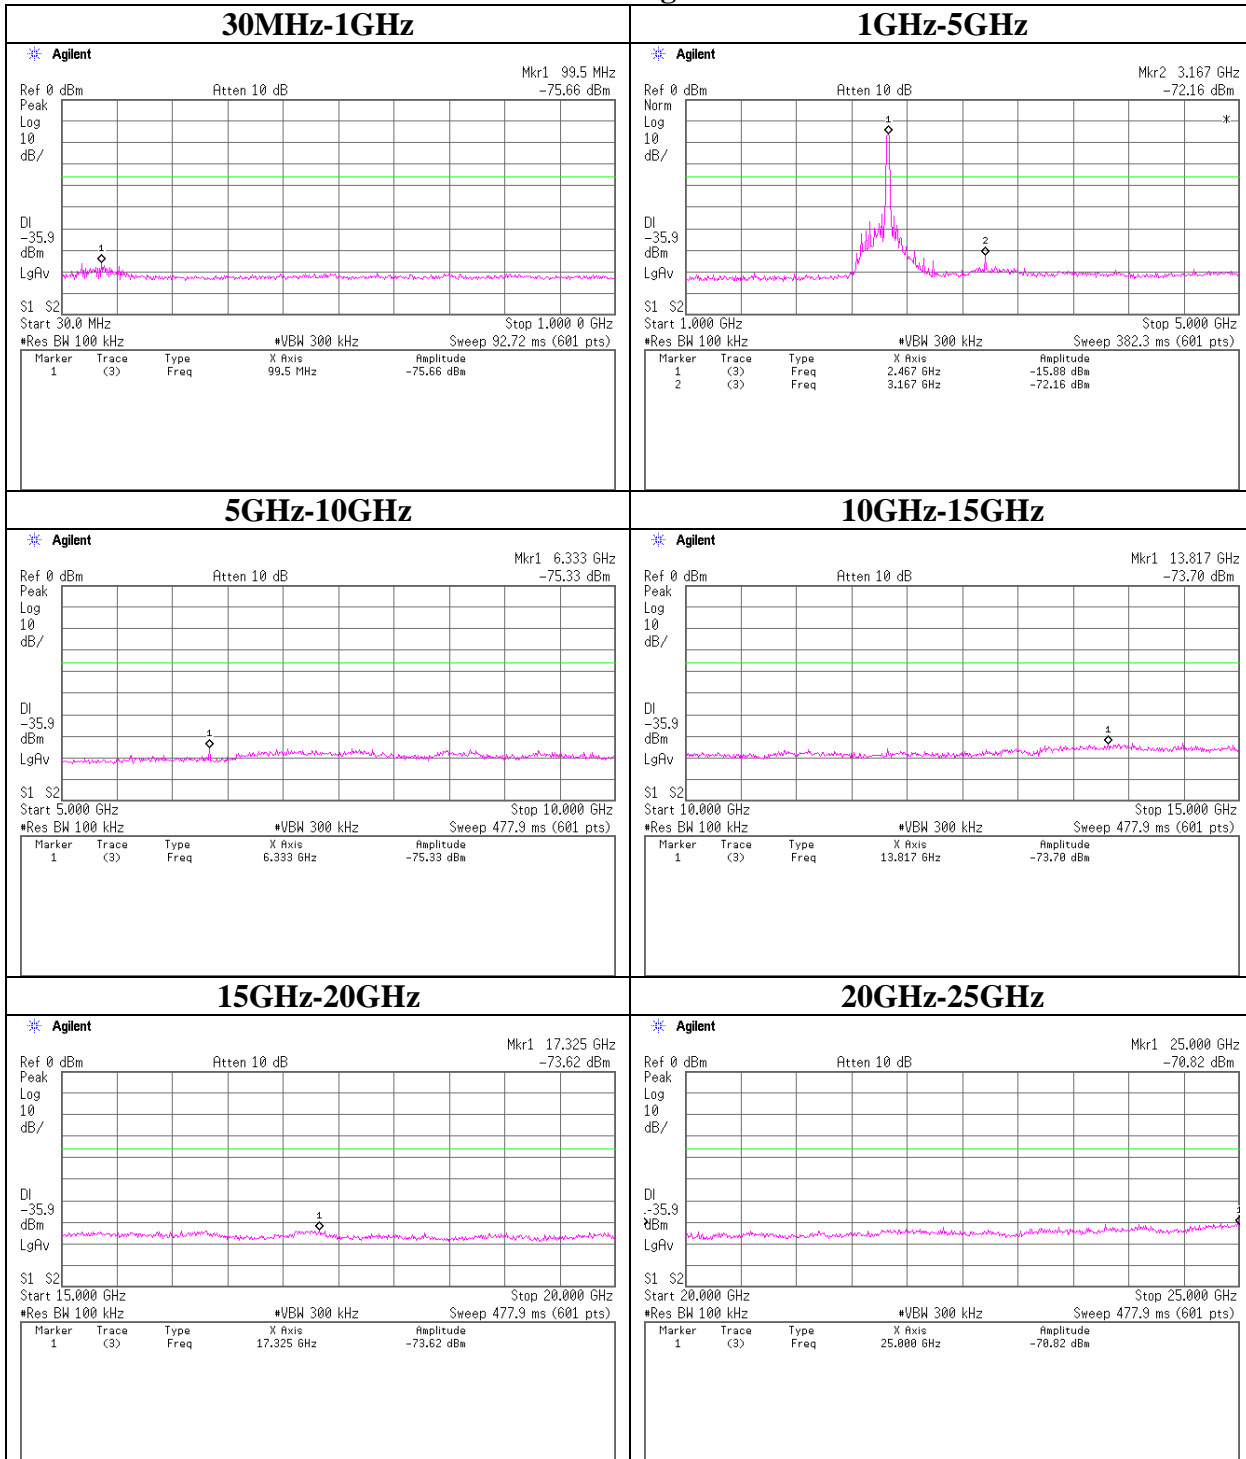 30MHz-1GHz
Agilent
Mkr1 99.5 MHz
Ref 0 dBm Atten 10 dB -75.66 dBm
Peak
Log
10
dB/
1
DI
-35.9
dBm
LgAv
S1 S2
Start 30.0 MHz Stop 1.000 0 GHz
#Res BW 100 kHz #VBW 300 kHz Sweep 92.72 ms (601 pts)
Marker Trace Type X Axis Amplitude
1 (3) Freq 99.5 MHz -75.66 dBm
1GHz-5GHz
Agilent
Mkr2 3.167 GHz
Ref 0 dBm Atten 10 dB -72.16 dBm
Norm
Log
10
dB/
1
*
2
DI
-35.9
dBm
LgAv
S1 S2
Start 1.000 GHz Stop 5.000 GHz
#Res BW 100 kHz #VBW 300 kHz Sweep 382.3 ms (601 pts)
Marker Trace Type X Axis Amplitude
1 (3) Freq 2.467 GHz -15.88 dBm
2 (3) Freq 3.167 GHz -72.16 dBm
5GHz-10GHz
Agilent
Mkr1 6.333 GHz
Ref 0 dBm Atten 10 dB -75.33 dBm
Peak
Log
10
dB/
1
DI
-35.9
dBm
LgAv
S1 S2
Start 5.000 GHz Stop 10.000 GHz
#Res BW 100 kHz #VBW 300 kHz Sweep 477.9 ms (601 pts)
Marker Trace Type X Axis Amplitude
1 (3) Freq 6.333 GHz -75.33 dBm
10GHz-15GHz
Agilent
Mkr1 13.817 GHz
Ref 0 dBm Atten 10 dB -73.70 dBm
Peak
Log
10
dB/
1
DI
-35.9
dBm
LgAv
S1 S2
Start 10.000 GHz Stop 15.000 GHz
#Res BW 100 kHz #VBW 300 kHz Sweep 477.9 ms (601 pts)
Marker Trace Type X Axis Amplitude
1 (3) Freq 13.817 GHz -73.70 dBm
15GHz-20GHz
Agilent
Mkr1 17.325 GHz
Ref 0 dBm Atten 10 dB -73.62 dBm
Peak
Log
10
dB/
1
DI
-35.9
dBm
LgAv
S1 S2
Start 15.000 GHz Stop 20.000 GHz
#Res BW 100 kHz #VBW 300 kHz Sweep 477.9 ms (601 pts)
Marker Trace Type X Axis Amplitude
1 (3) Freq 17.325 GHz -73.62 dBm
20GHz-25GHz
Agilent
Mkr1 25.000 GHz
Ref 0 dBm Atten 10 dB -70.82 dBm
Peak
Log
10
dB/
1
DI
-35.9
dBm
LgAv
S1 S2
Start 20.000 GHz Stop 25.000 GHz
#Res BW 100 kHz #VBW 300 kHz Sweep 477.9 ms (601 pts)
Marker Trace Type X Axis Amplitude
1 (3) Freq 25.000 GHz -70.82 dBm